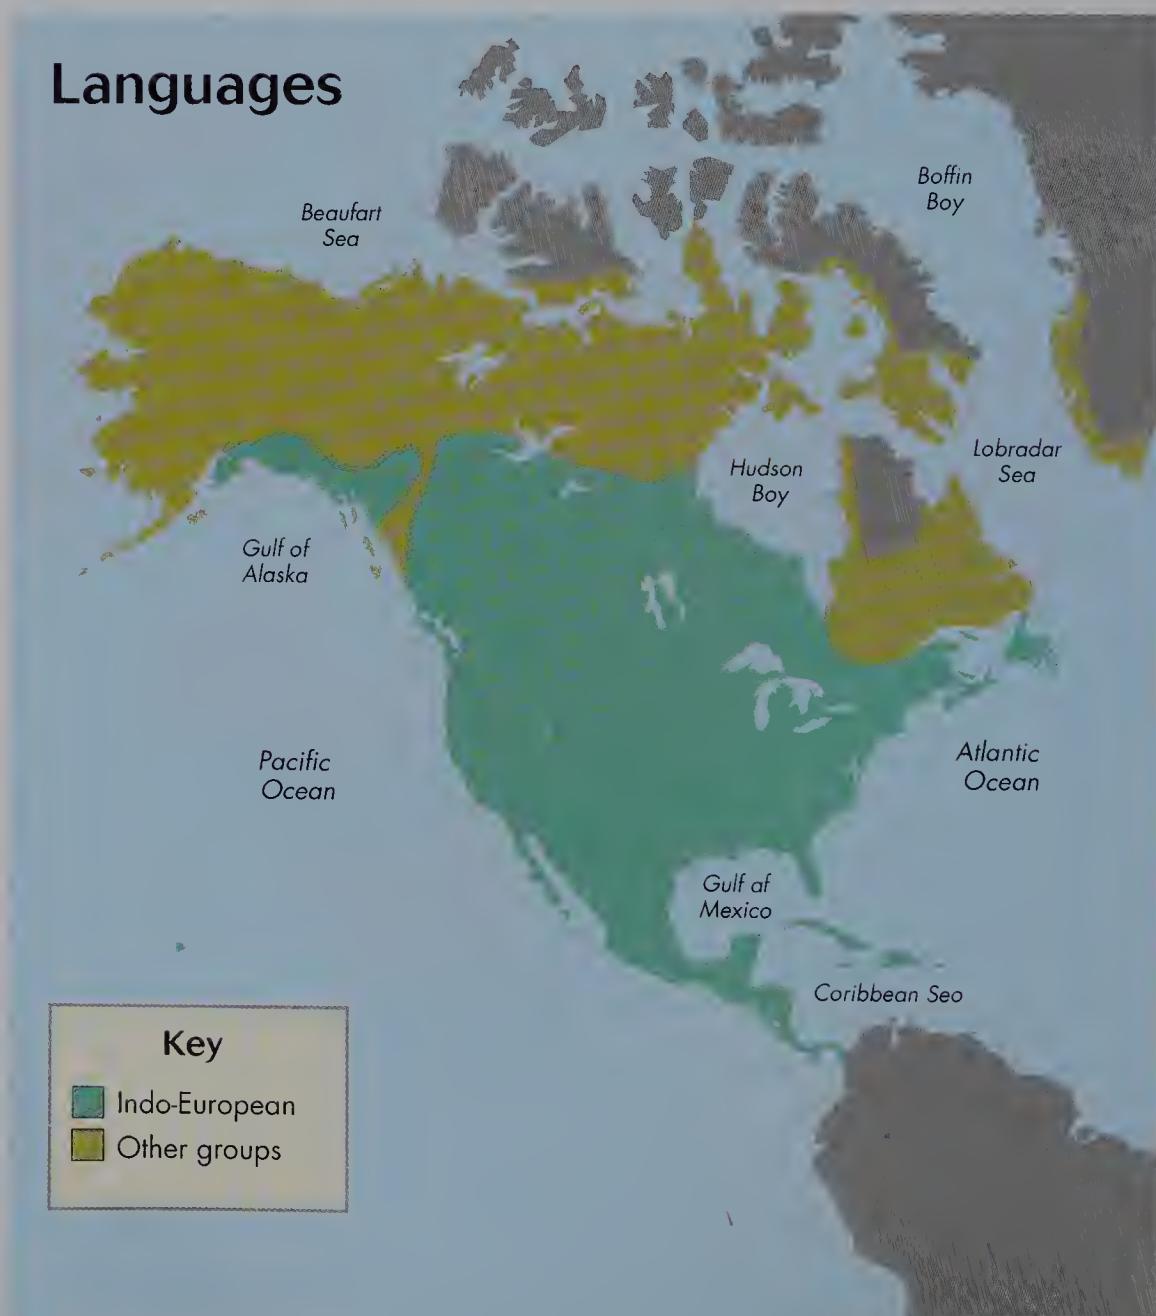 Languages
Beaufart
Sea
Boffin
Boy
Lobradar
Sea
Hudson
Boy
Gulf of
Alaska
Pacific
Ocean
Atlantic
Ocean
Gulf af
Mexico
Coribbean Seo
Key
Indo-European
Other groups